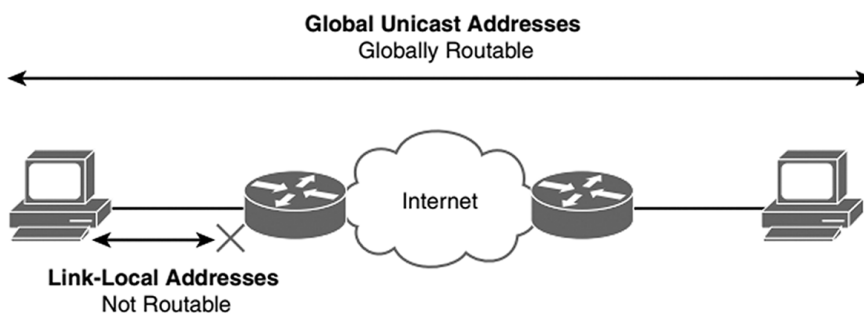 Global Unicast Addresses
Globally Routable
Internet
Link-Local Addresses
Not Routable